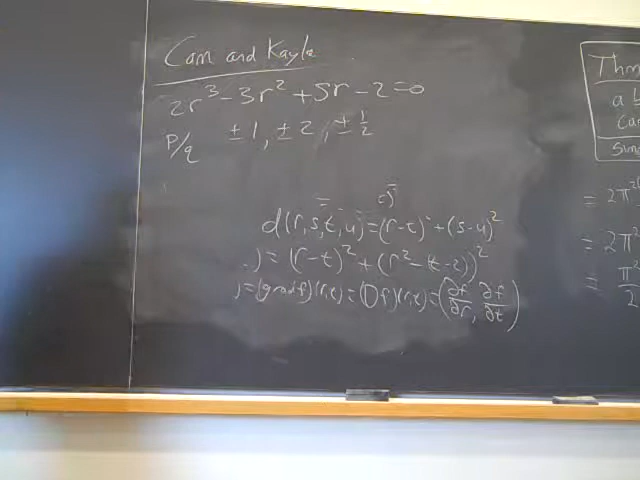 Cam and Kayla
2r³ - 3r² + 5r - 2 = 0
P/q ±1, ±2, ±1/2
d(r,s,t,u) = (r-t)² + (s-u)²
) = (r-t)² + (r² - (t-2))²
) = (grad f)(r,t) = (Df)(r,t) = (∂f/∂r, ∂f/∂t)
Thm
a
= 2π²
= 2π²
= π²/2